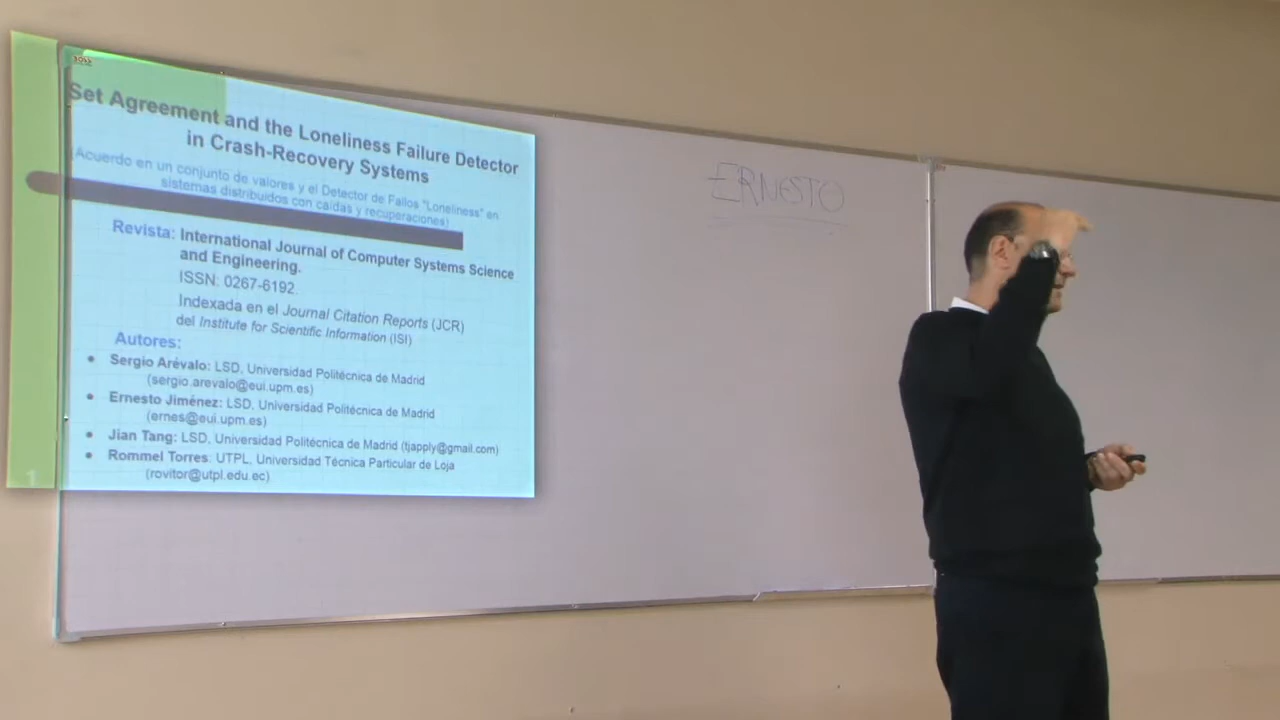 Set Agreement and the Loneliness Failure Detector
in Crash-Recovery Systems
(Acuerdo en un conjunto de valores y el Detector de Fallos "Loneliness" en
sistemas distribuidos con caídas y recuperaciones)
Revista: International Journal of Computer Systems Science
and Engineering.
ISSN: 0267-6192.
Indexada en el Journal Citation Reports (JCR)
del Institute for Scientific Information (ISI)
Autores:
• Sergio Arévalo: LSD, Universidad Politécnica de Madrid
(sergio.arevalo@eui.upm.es)
• Ernesto Jiménez: LSD, Universidad Politécnica de Madrid
(ernes@eui.upm.es)
• Jian Tang: LSD, Universidad Politécnica de Madrid (tjapply@gmail.com)
• Rommel Torres: UTPL, Universidad Técnica Particular de Loja
(rovitor@utpl.edu.ec)
1
ERNESTO